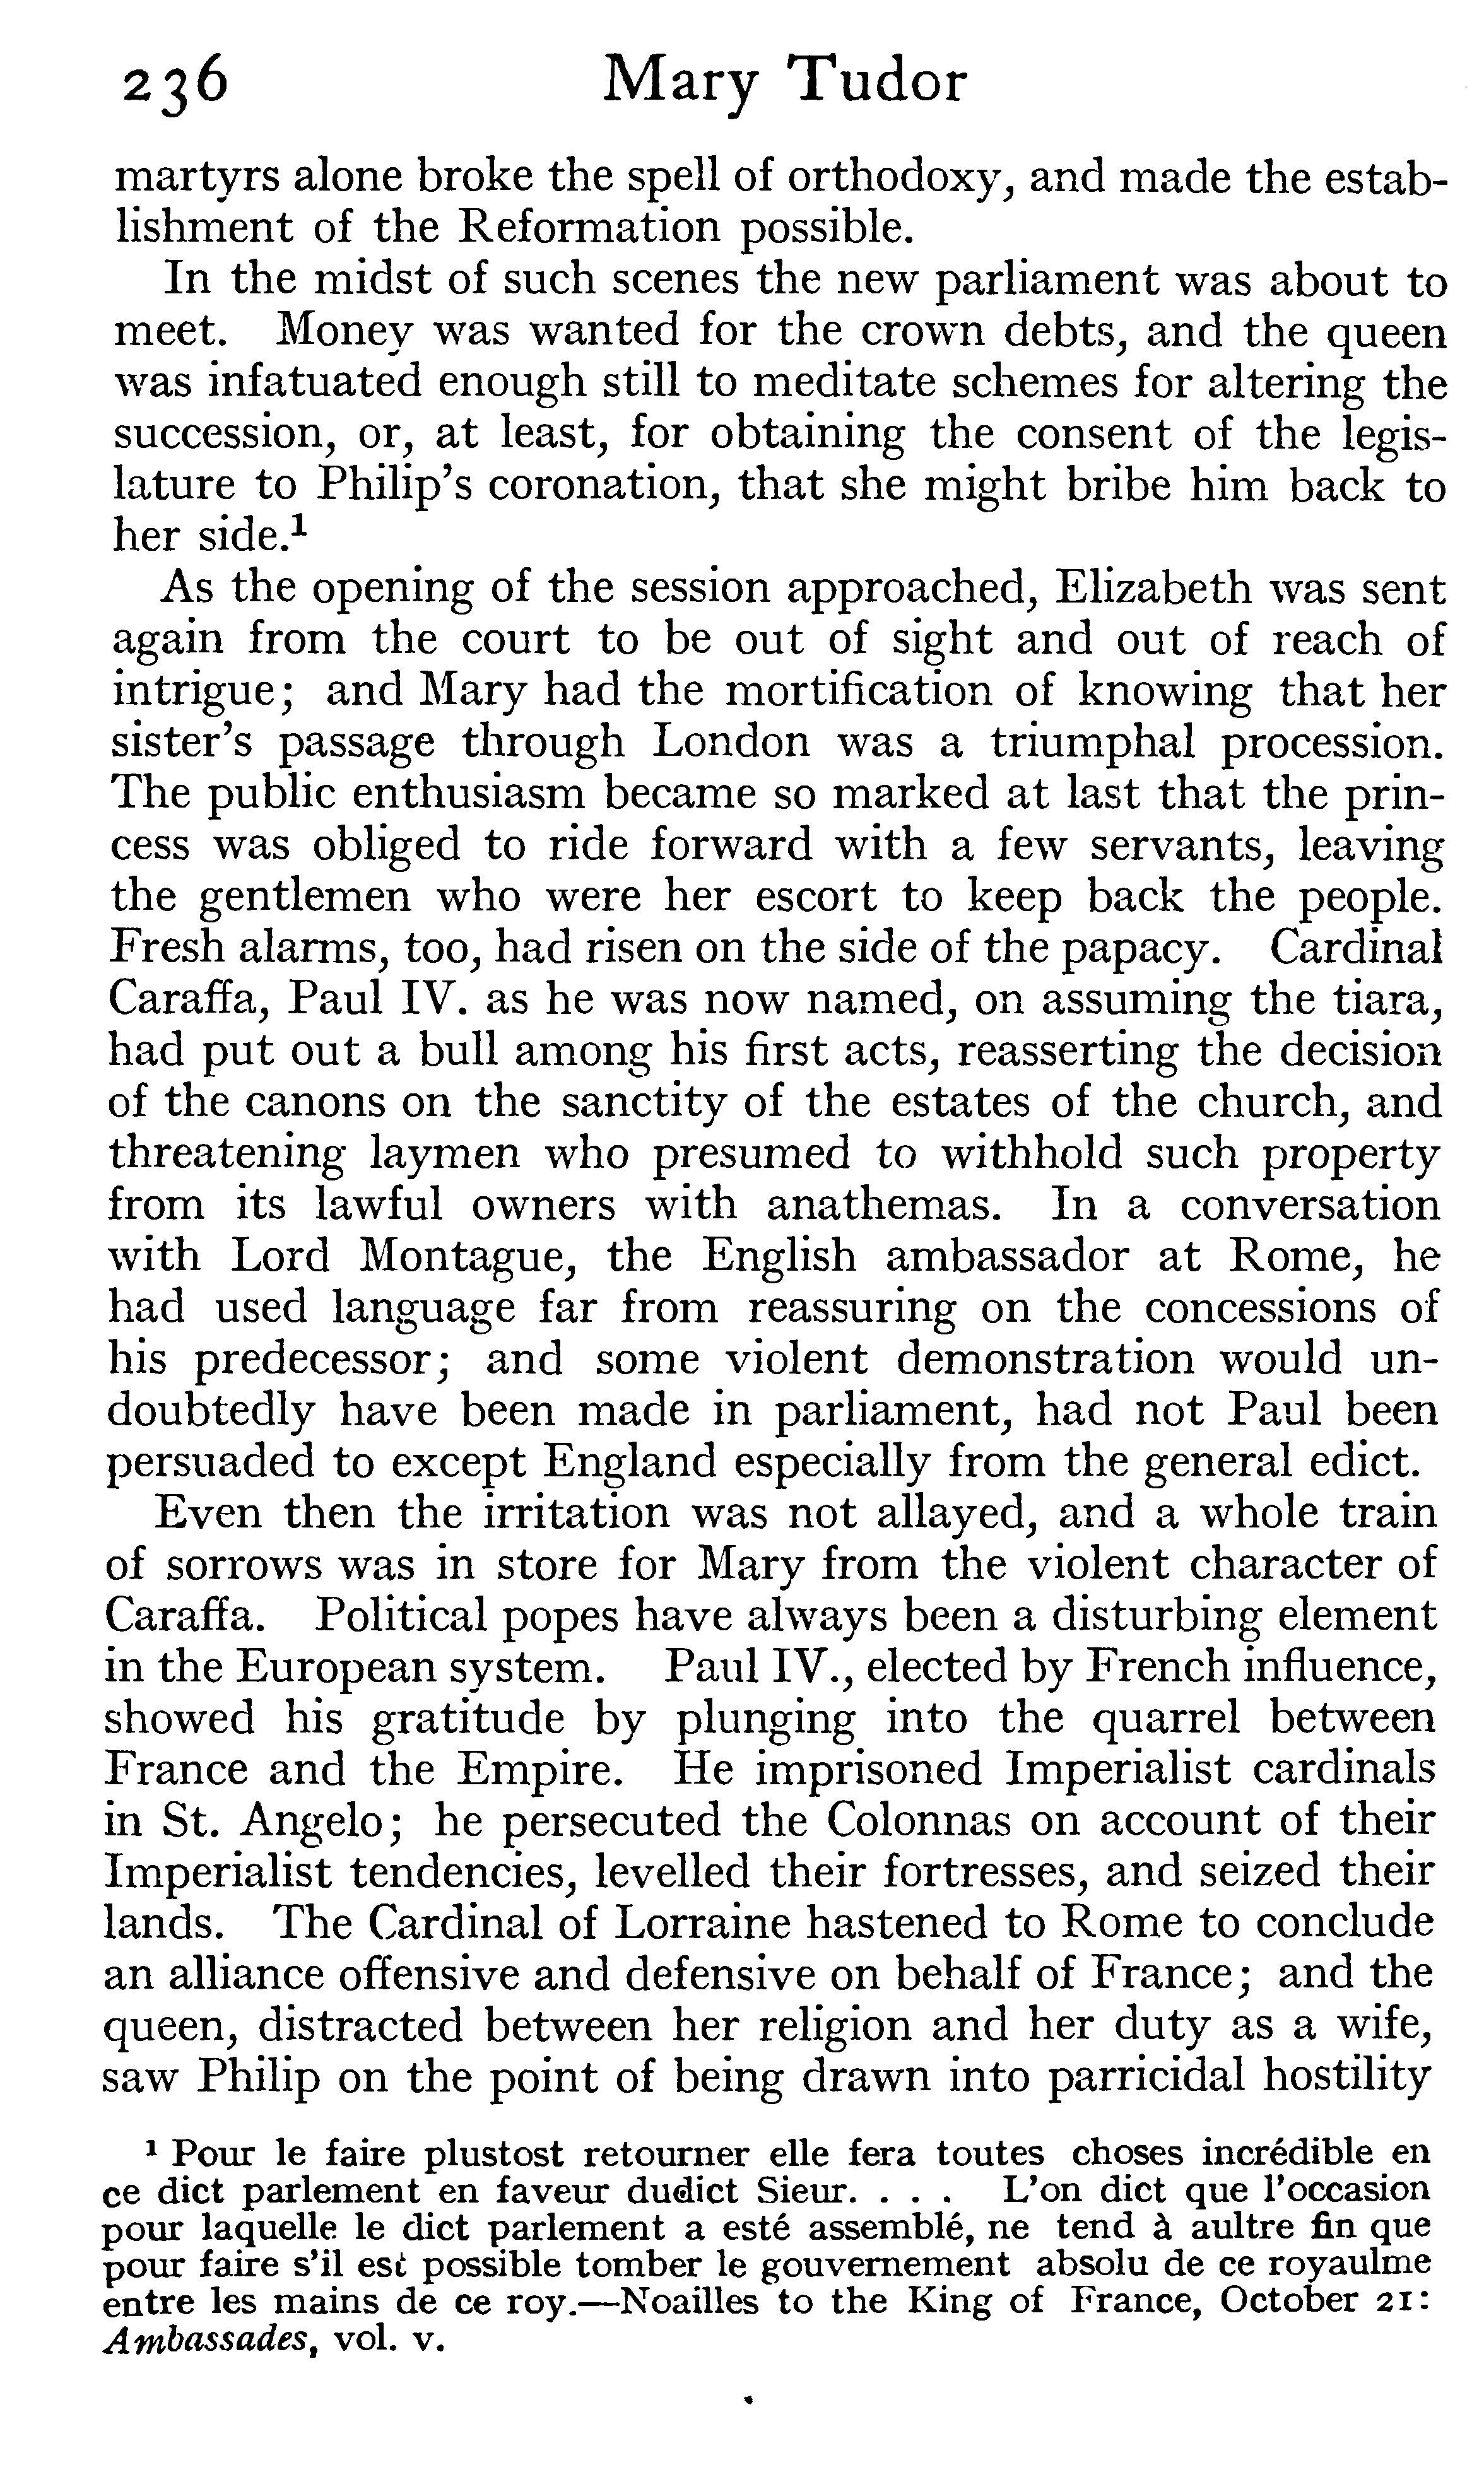 236 Mary Tudor
martyrs alone broke the spell of orthodoxy, and made the estab-
lishment of the Reformation possible.
In the midst of such scenes the new parliament was about to
meet. Money was wanted for the crown debts, and the queen
was infatuated enough still to meditate schemes for altering the
succession, or, at least, for obtaining the consent of the legis-
lature to Philip's coronation, that she might bribe him back to
her side.¹
As the opening of the session approached, Elizabeth was sent
again from the court to be out of sight and out of reach of
intrigue; and Mary had the mortification of knowing that her
sister's passage through London was a triumphal procession.
The public enthusiasm became so marked at last that the prin-
cess was obliged to ride forward with a few servants, leaving
the gentlemen who were her escort to keep back the people.
Fresh alarms, too, had risen on the side of the papacy. Cardinal
Caraffa, Paul IV. as he was now named, on assuming the tiara,
had put out a bull among his first acts, reasserting the decision
of the canons on the sanctity of the estates of the church, and
threatening laymen who presumed to withhold such property
from its lawful owners with anathemas. In a conversation
with Lord Montague, the English ambassador at Rome, he
had used language far from reassuring on the concessions of
his predecessor; and some violent demonstration would un-
doubtedly have been made in parliament, had not Paul been
persuaded to except England especially from the general edict.
Even then the irritation was not allayed, and a whole train
of sorrows was in store for Mary from the violent character of
Caraffa. Political popes have always been a disturbing element
in the European system. Paul IV., elected by French influence,
showed his gratitude by plunging into the quarrel between
France and the Empire. He imprisoned Imperialist cardinals
in St. Angelo; he persecuted the Colonnas on account of their
Imperialist tendencies, levelled their fortresses, and seized their
lands. The Cardinal of Lorraine hastened to Rome to conclude
an alliance offensive and defensive on behalf of France; and the
queen, distracted between her religion and her duty as a wife,
saw Philip on the point of being drawn into parricidal hostility
¹ Pour le faire plustost retourner elle fera toutes choses incrédible en
ce dict parlement en faveur dudict Sieur. . . . L'on dict que l'occasion
pour laquelle le dict parlement a esté assemblé, ne tend à aultre fin que
pour faire s'il est possible tomber le gouvernement absolu de ce royaulme
entre les mains de ce roy.—Noailles to the King of France, October 21:
Ambassades, vol. v.